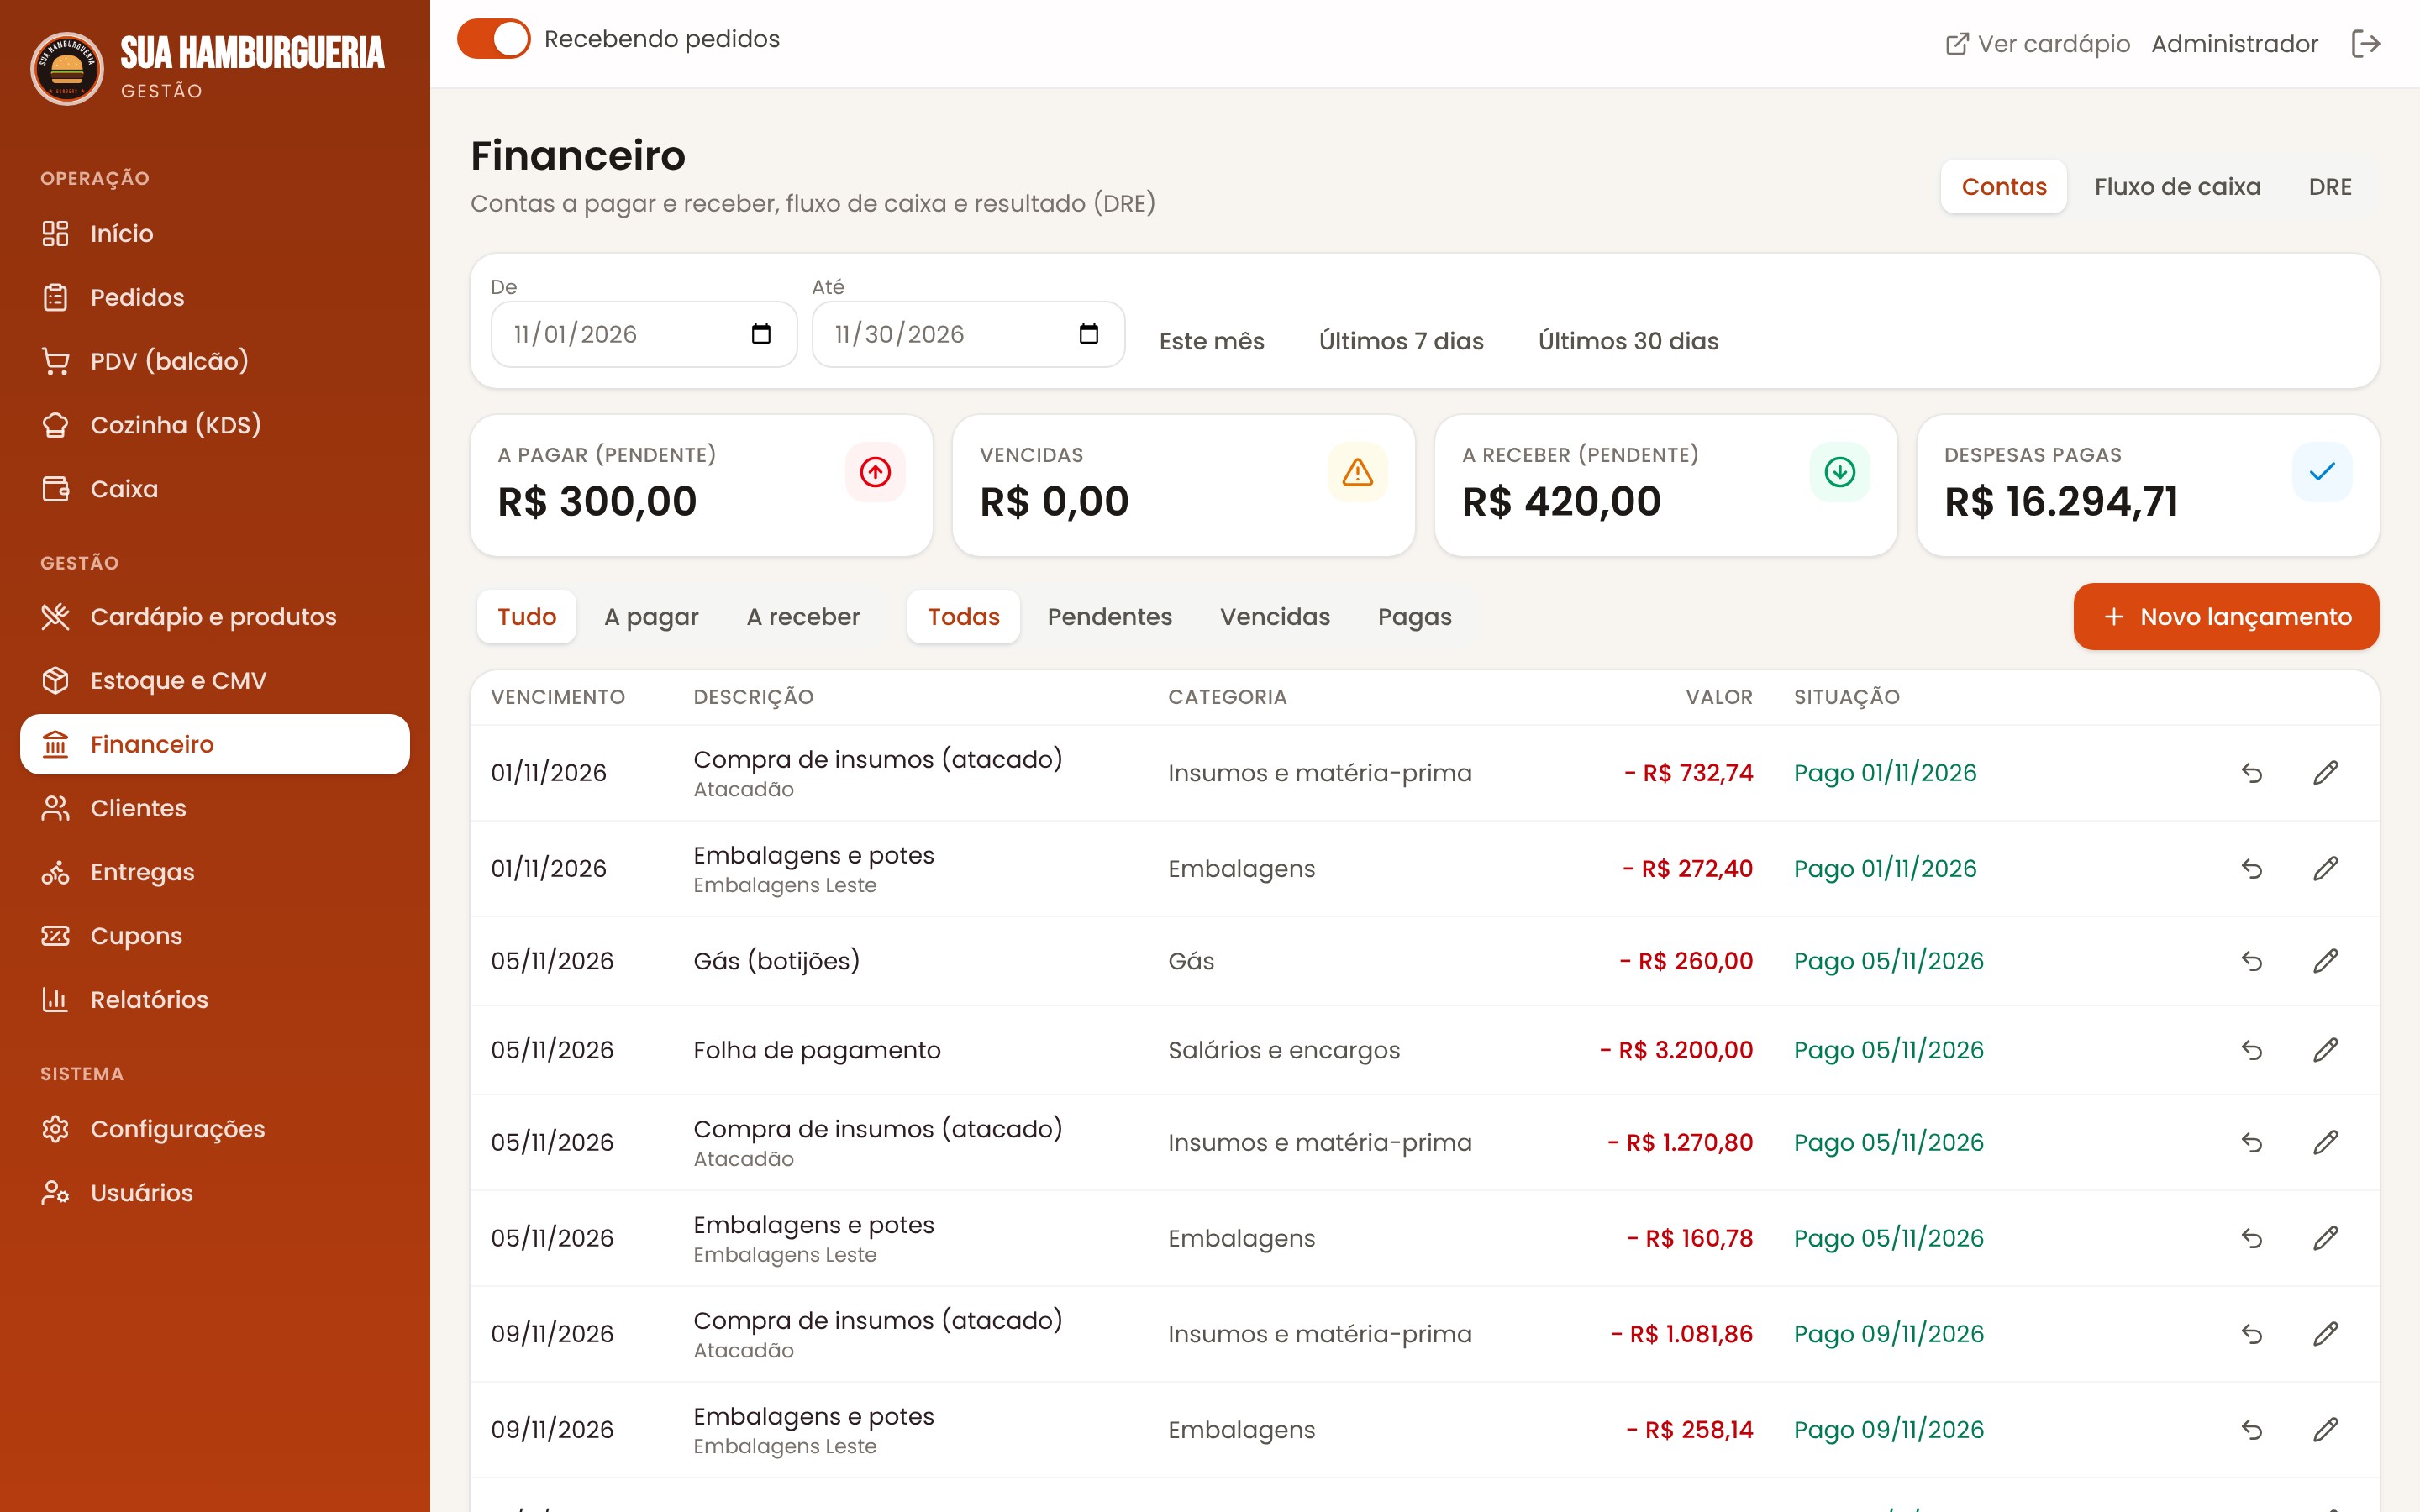 SUA HAMBURGUERIA
SUA HAMBURGUERIA
GESTÃO
OPERAÇÃO
Início
Pedidos
PDV (balcão)
Cozinha (KDS)
Caixa
GESTÃO
Cardápio e produtos
Estoque e CMV
Financeiro
Clientes
Entregas
Cupons
Relatórios
SISTEMA
Configurações
Usuários
Recebendo pedidos
Ver cardápio Administrador
Financeiro
Contas a pagar e receber, fluxo de caixa e resultado (DRE)
Contas Fluxo de caixa DRE
De Até
11/01/2026 11/30/2026 Este mês Últimos 7 dias Últimos 30 dias
A PAGAR (PENDENTE)
R$ 300,00
VENCIDAS
R$ 0,00
A RECEBER (PENDENTE)
R$ 420,00
DESPESAS PAGAS
R$ 16.294,71
Tudo A pagar A receber Todas Pendentes Vencidas Pagas + Novo lançamento
VENCIMENTO DESCRIÇÃO CATEGORIA VALOR SITUAÇÃO
01/11/2026 Compra de insumos (atacado) Insumos e matéria-prima - R$ 732,74 Pago 01/11/2026
Atacadão
01/11/2026 Embalagens e potes Embalagens - R$ 272,40 Pago 01/11/2026
Embalagens Leste
05/11/2026 Gás (botijões) Gás - R$ 260,00 Pago 05/11/2026
05/11/2026 Folha de pagamento Salários e encargos - R$ 3.200,00 Pago 05/11/2026
05/11/2026 Compra de insumos (atacado) Insumos e matéria-prima - R$ 1.270,80 Pago 05/11/2026
Atacadão
05/11/2026 Embalagens e potes Embalagens - R$ 160,78 Pago 05/11/2026
Embalagens Leste
09/11/2026 Compra de insumos (atacado) Insumos e matéria-prima - R$ 1.081,86 Pago 09/11/2026
Atacadão
09/11/2026 Embalagens e potes Embalagens - R$ 258,14 Pago 09/11/2026
Embalagens Leste